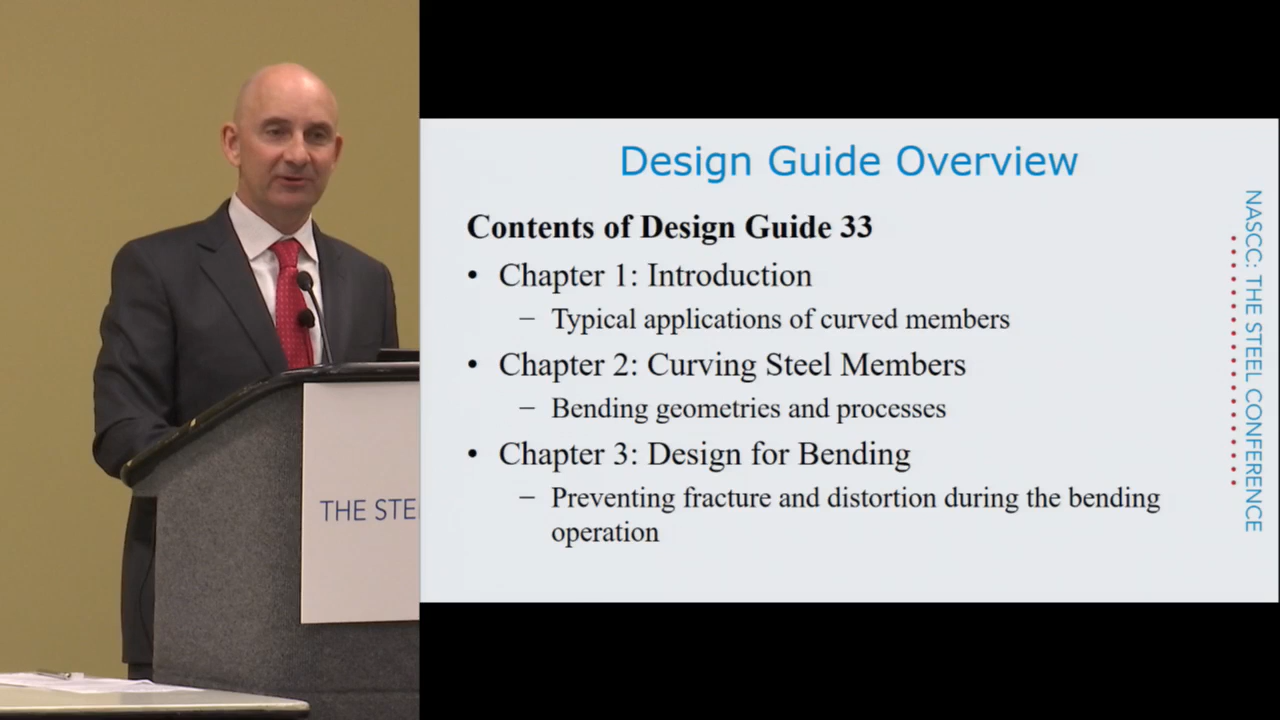 Design Guide Overview
Contents of Design Guide 33
• Chapter 1: Introduction
– Typical applications of curved members
• Chapter 2: Curving Steel Members
– Bending geometries and processes
• Chapter 3: Design for Bending
– Preventing fracture and distortion during the bending
operation
NASCC: THE STEEL CONFERENCE
THE STE